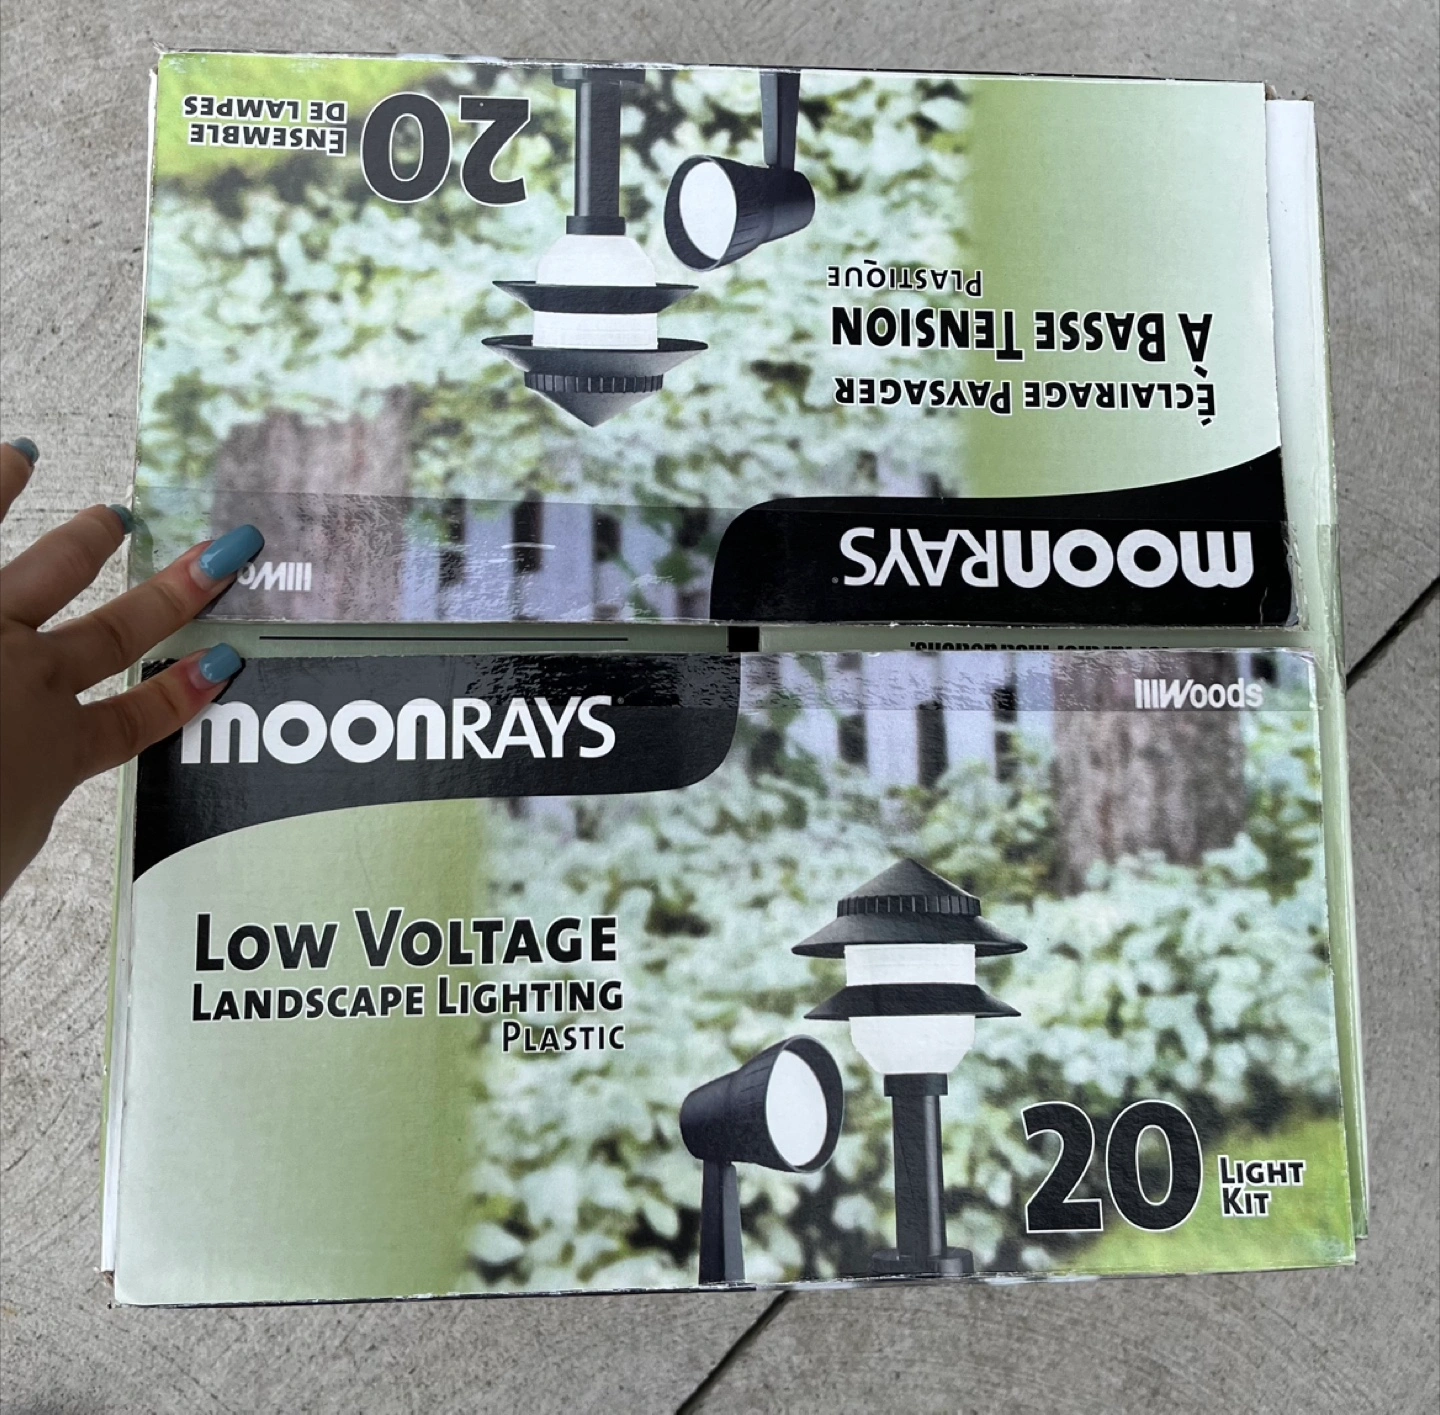 20
ENSEMBLE
DE LAMPES
PLASTIQUE
À BASSE TENSION
ÉCLAIRAGE PAYSAGER
moonRAYS®
moonRAYS
Woods
LOW VOLTAGE
LANDSCAPE LIGHTING
PLASTIC
20 LIGHT
KIT